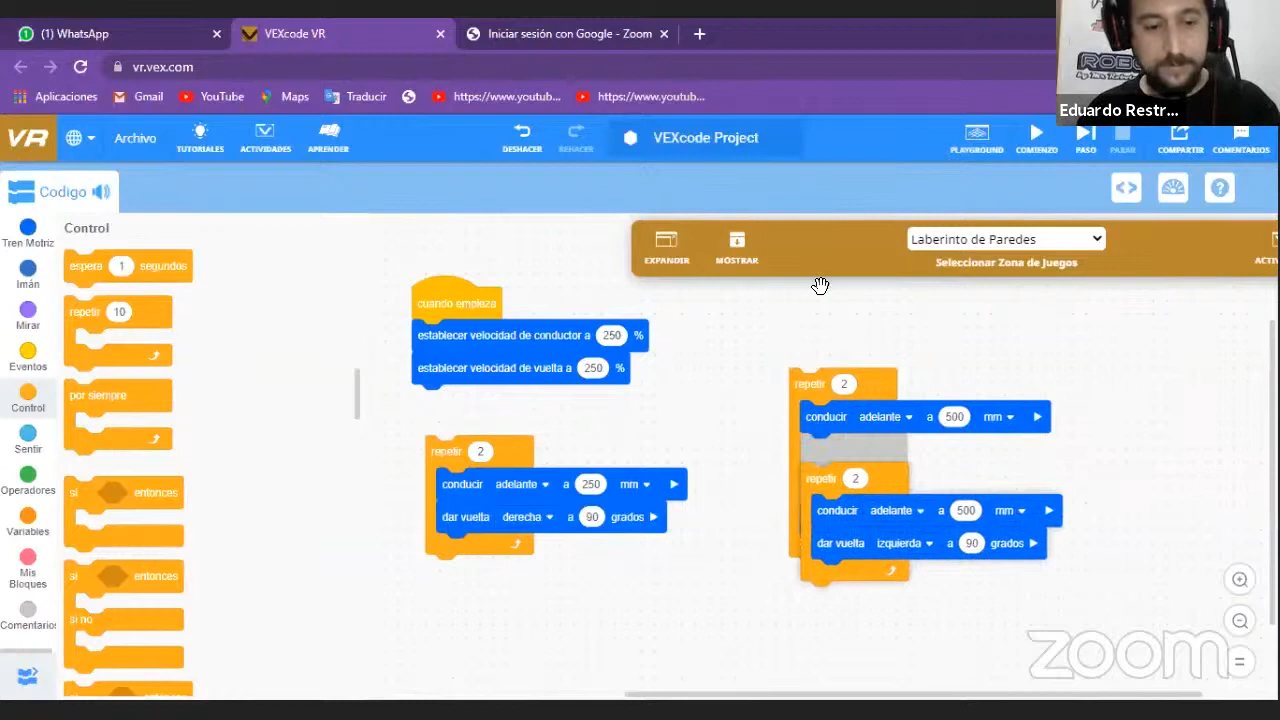 (1) WhatsApp
VEXcode VR
Iniciar sesión con Google - Zoom
vr.vex.com
Aplicaciones
Gmail
YouTube
Maps
Traducir
https://www.youtub...
https://www.youtub...
Eduardo Restr...
VR
Archivo
TUTORIALES
ACTIVIDADES
APRENDER
DESHACER
REHACER
VEXcode Project
PLAYGROUND
COMIENZO
PASO
PARAR
COMPARTIR
COMENTARIOS
Codigo
Control
Tren Motriz
Imán
Mirar
Eventos
Control
Sentir
Operadores
Variables
Mis Bloques
Comentarios
espera 1 segundos
repetir 10
por siempre
si entonces
si entonces
si no
EXPANDIR
MOSTRAR
Laberinto de Paredes
Seleccionar Zona de Juegos
cuando empieza
establecer velocidad de conductor a 250 %
establecer velocidad de vuelta a 250 %
repetir 2
conducir adelante a 250 mm
dar vuelta derecha a 90 grados
repetir 2
conducir adelante a 500 mm
repetir 2
conducir adelante a 500 mm
dar vuelta izquierda a 90 grados
zoom